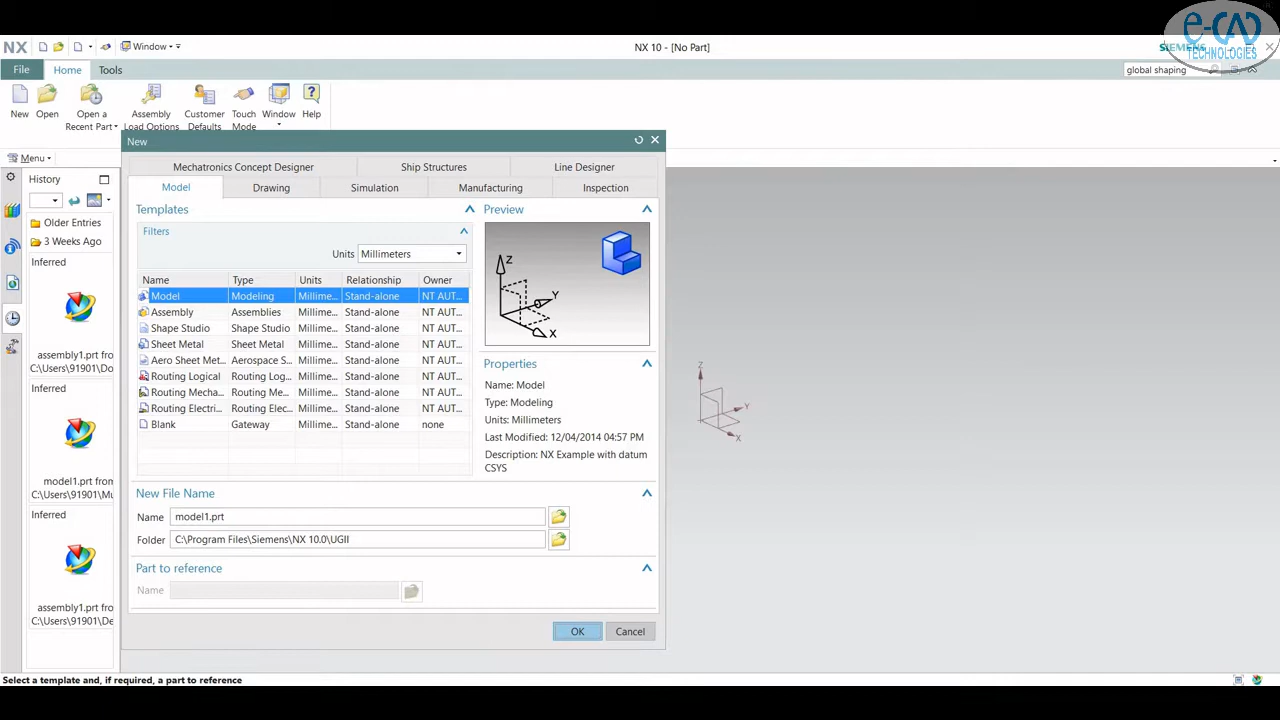 e-CAD
TECHNOLOGIES
NX
Window
NX 10 - [No Part]
File
Home
Tools
global shaping
New
Open
Open a
Recent Part
Assembly
Load Options
Customer
Defaults
Touch
Mode
Window
Help
Menu
New
Mechatronics Concept Designer
Ship Structures
Line Designer
Model
Drawing
Simulation
Manufacturing
Inspection
History
Older Entries
3 Weeks Ago
Inferred
assembly1.prt from
C:\Users\91901\Do
Inferred
model1.prt from
C:\Users\91901\Mu
Inferred
assembly1.prt from
C:\Users\91901\De
Templates
Filters
Units Millimeters
Name Type Units Relationship Owner
Model Modeling Millime... Stand-alone NT AUT...
Assembly Assemblies Millime... Stand-alone NT AUT...
Shape Studio Shape Studio Millime... Stand-alone NT AUT...
Sheet Metal Sheet Metal Millime... Stand-alone NT AUT...
Aero Sheet Met... Aerospace S... Millime... Stand-alone NT AUT...
Routing Logical Routing Log... Millime... Stand-alone NT AUT...
Routing Mecha... Routing Me... Millime... Stand-alone NT AUT...
Routing Electri... Routing Elec... Millime... Stand-alone NT AUT...
Blank Gateway Millime... Stand-alone none
Preview
Z
Y
X
Properties
Name: Model
Type: Modeling
Units: Millimeters
Last Modified: 12/04/2014 04:57 PM
Description: NX Example with datum
CSYS
New File Name
Name model1.prt
Folder C:\Program Files\Siemens\NX 10.0\UGII
Part to reference
Name
OK
Cancel
Z
Y
X
Select a template and, if required, a part to reference